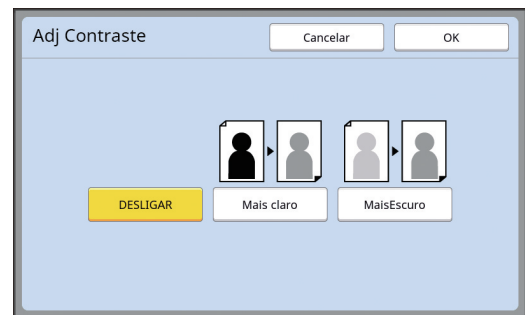 Adj Contraste
Cancelar
OK
DESLIGAR
Mais claro
MaisEscuro